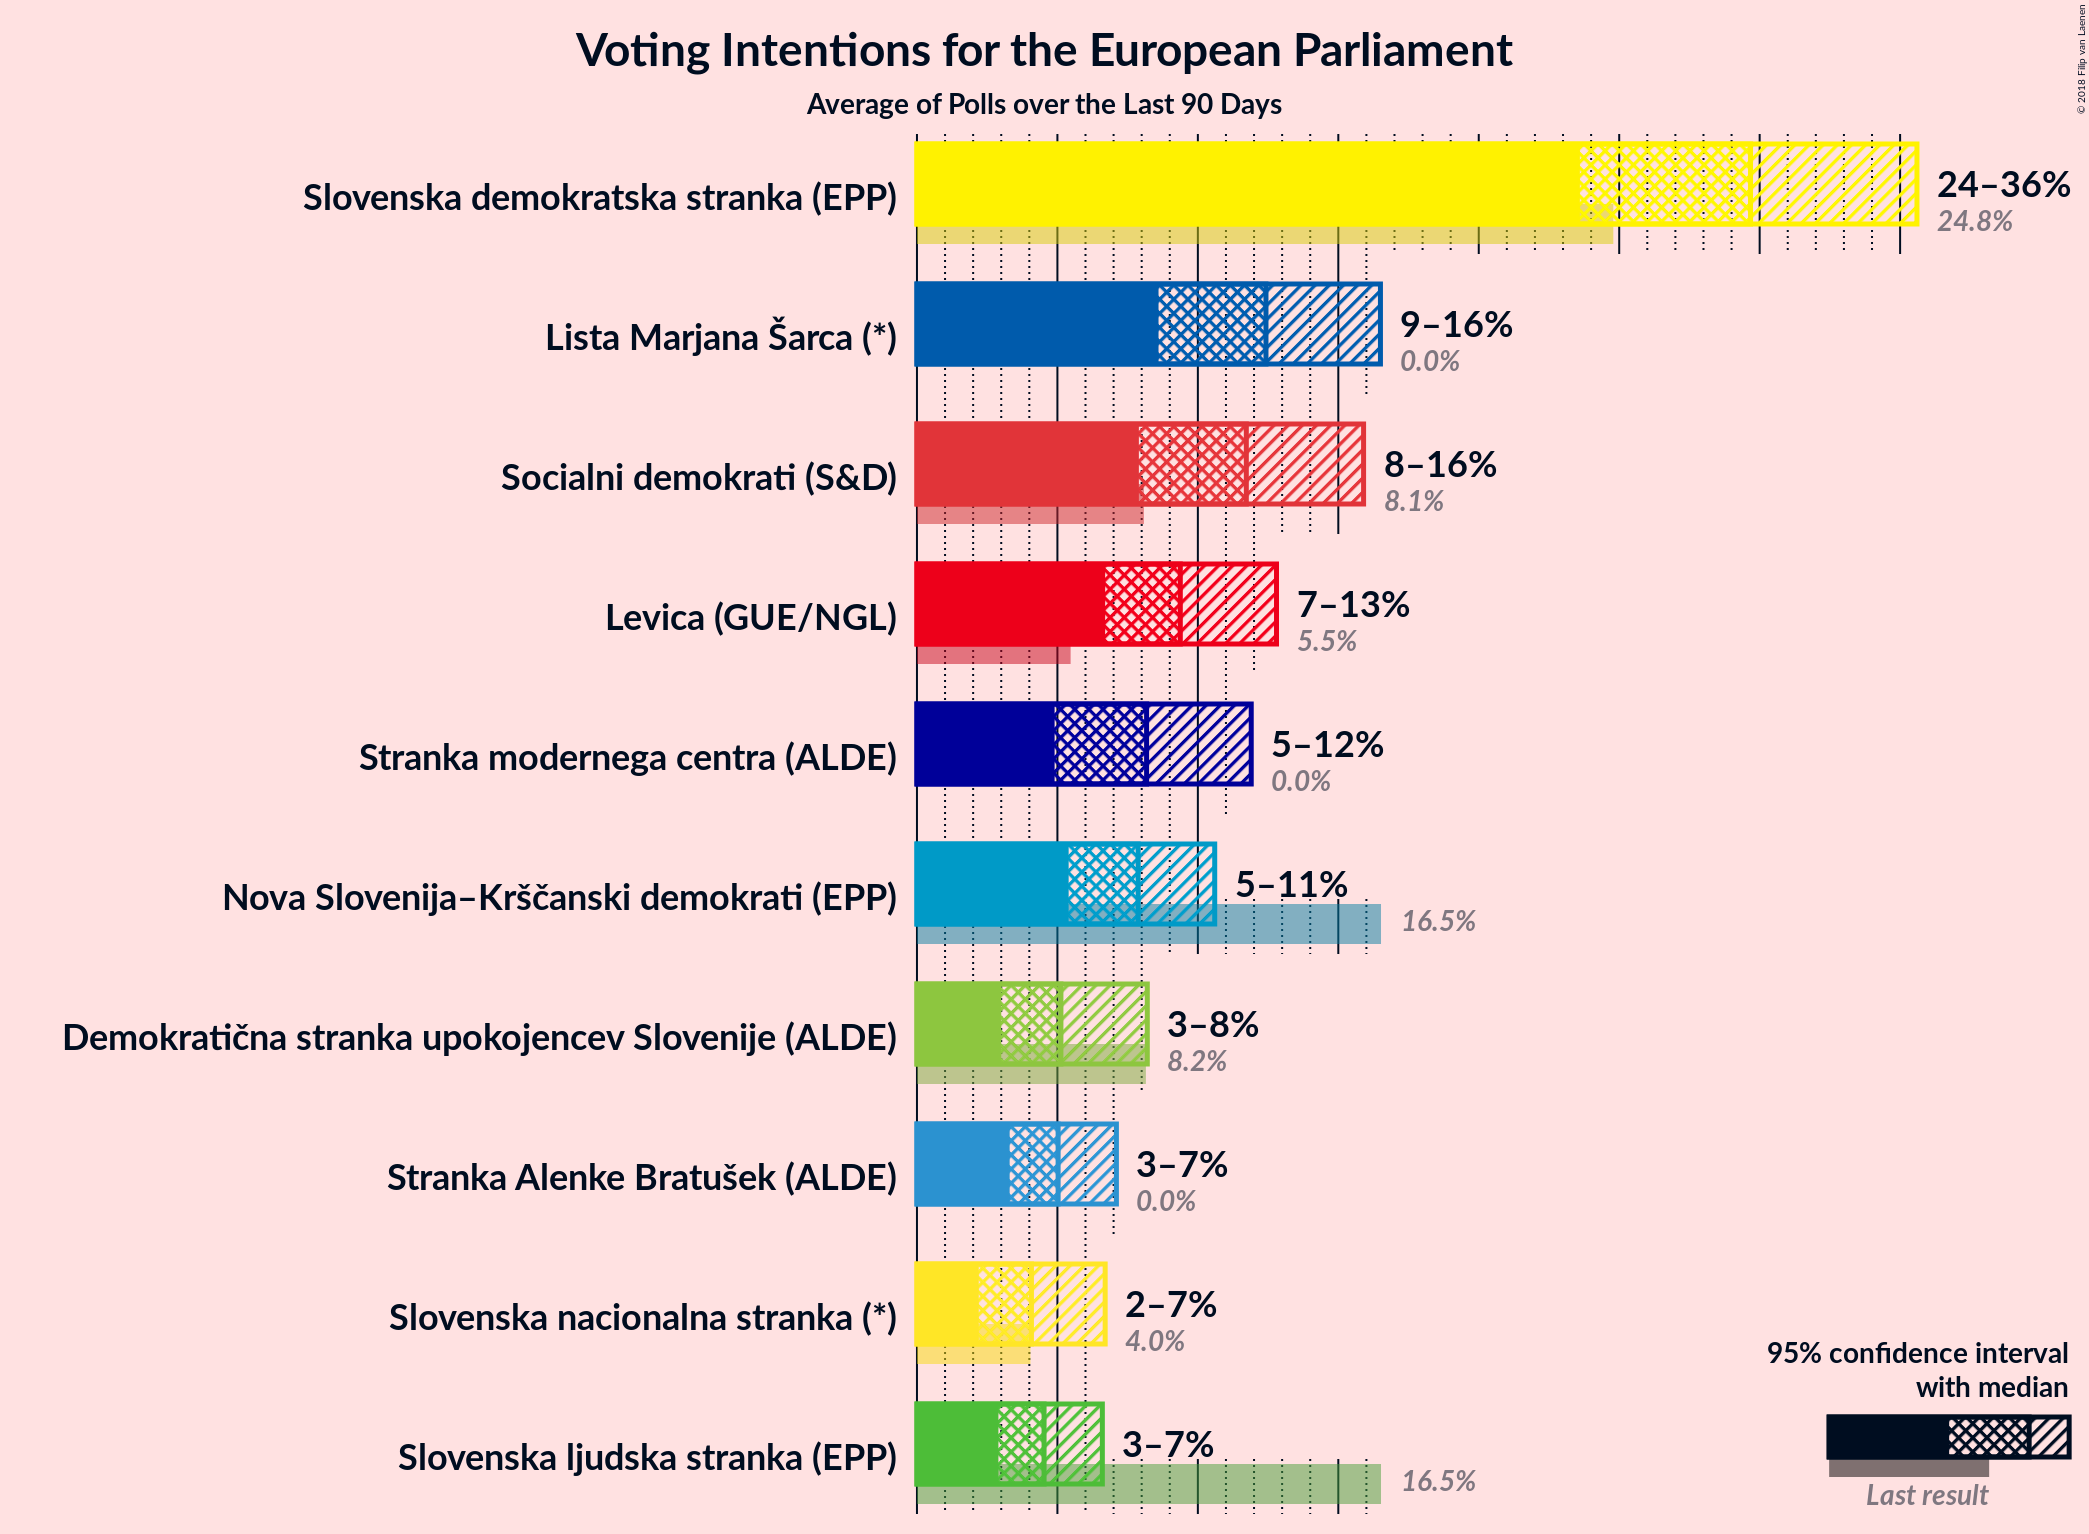 Voting Intentions for the European Parliament
Average of Polls over the Last 90 Days
© 2018 Filip van Laenen
Slovenska demokratska stranka (EPP)
24–36%
24.8%
Lista Marjana Šarca (*)
9–16%
0.0%
Socialni demokrati (S&D)
8–16%
8.1%
Levica (GUE/NGL)
7–13%
5.5%
Stranka modernega centra (ALDE)
5–12%
0.0%
Nova Slovenija–Krščanski demokrati (EPP)
5–11%
16.5%
Demokratična stranka upokojencev Slovenije (ALDE)
3–8%
8.2%
Stranka Alenke Bratušek (ALDE)
3–7%
0.0%
Slovenska nacionalna stranka (*)
2–7%
4.0%
Slovenska ljudska stranka (EPP)
3–7%
16.5%
95% confidence interval
with median
Last result